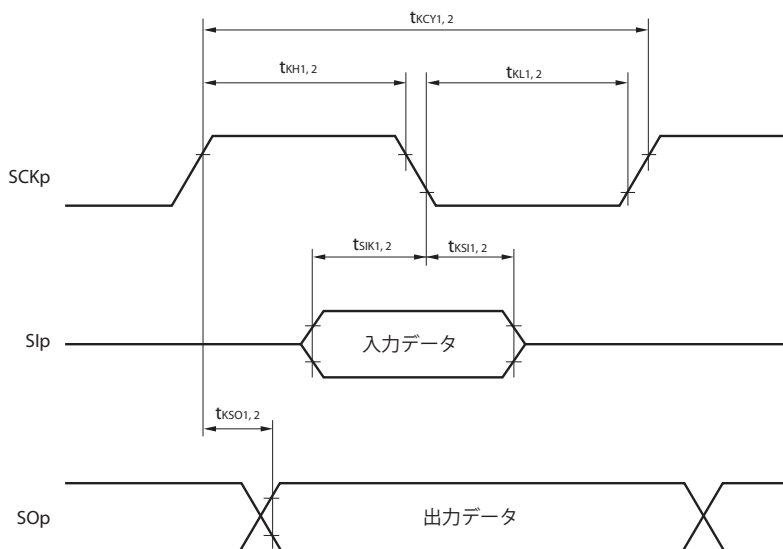 tKCY1, 2
tKH1, 2
tKL1, 2
SCKp
tSIK1, 2
tKSI1, 2
SIp
入力データ
tKSO1, 2
SOp
出力データ